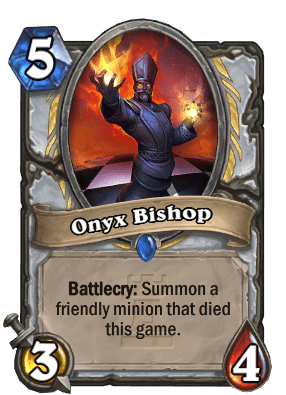 5
Onyx Bishop
Battlecry: Summon a
friendly minion that died
this game.
3
4